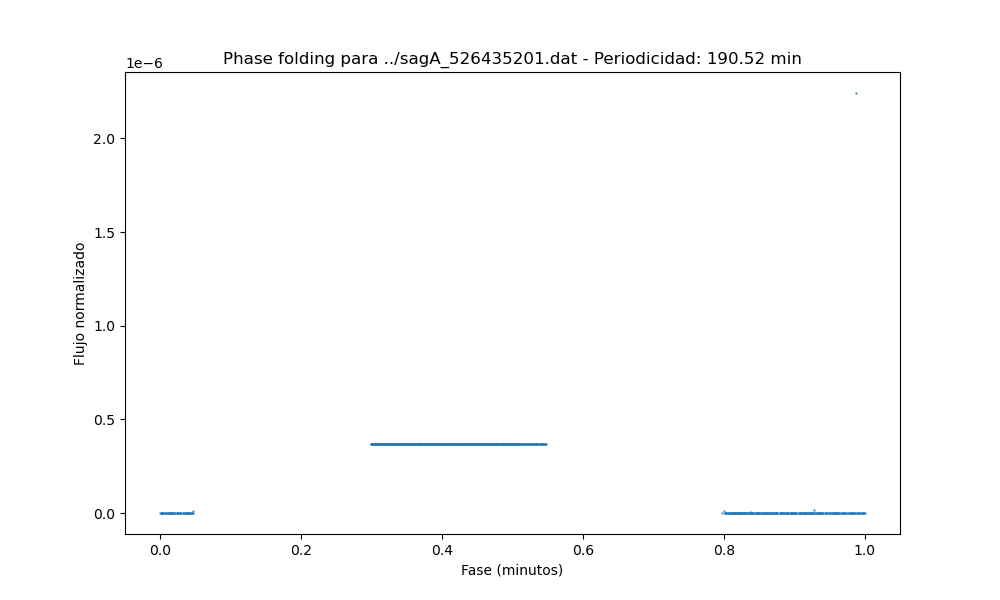 Phase folding para ../sagA_526435201.dat - Periodicidad: 190.52 min
1e−6
2.0
1.5
1.0
0.5
0.0
Flujo normalizado
0.0 0.2 0.4 0.6 0.8 1.0
Fase (minutos)